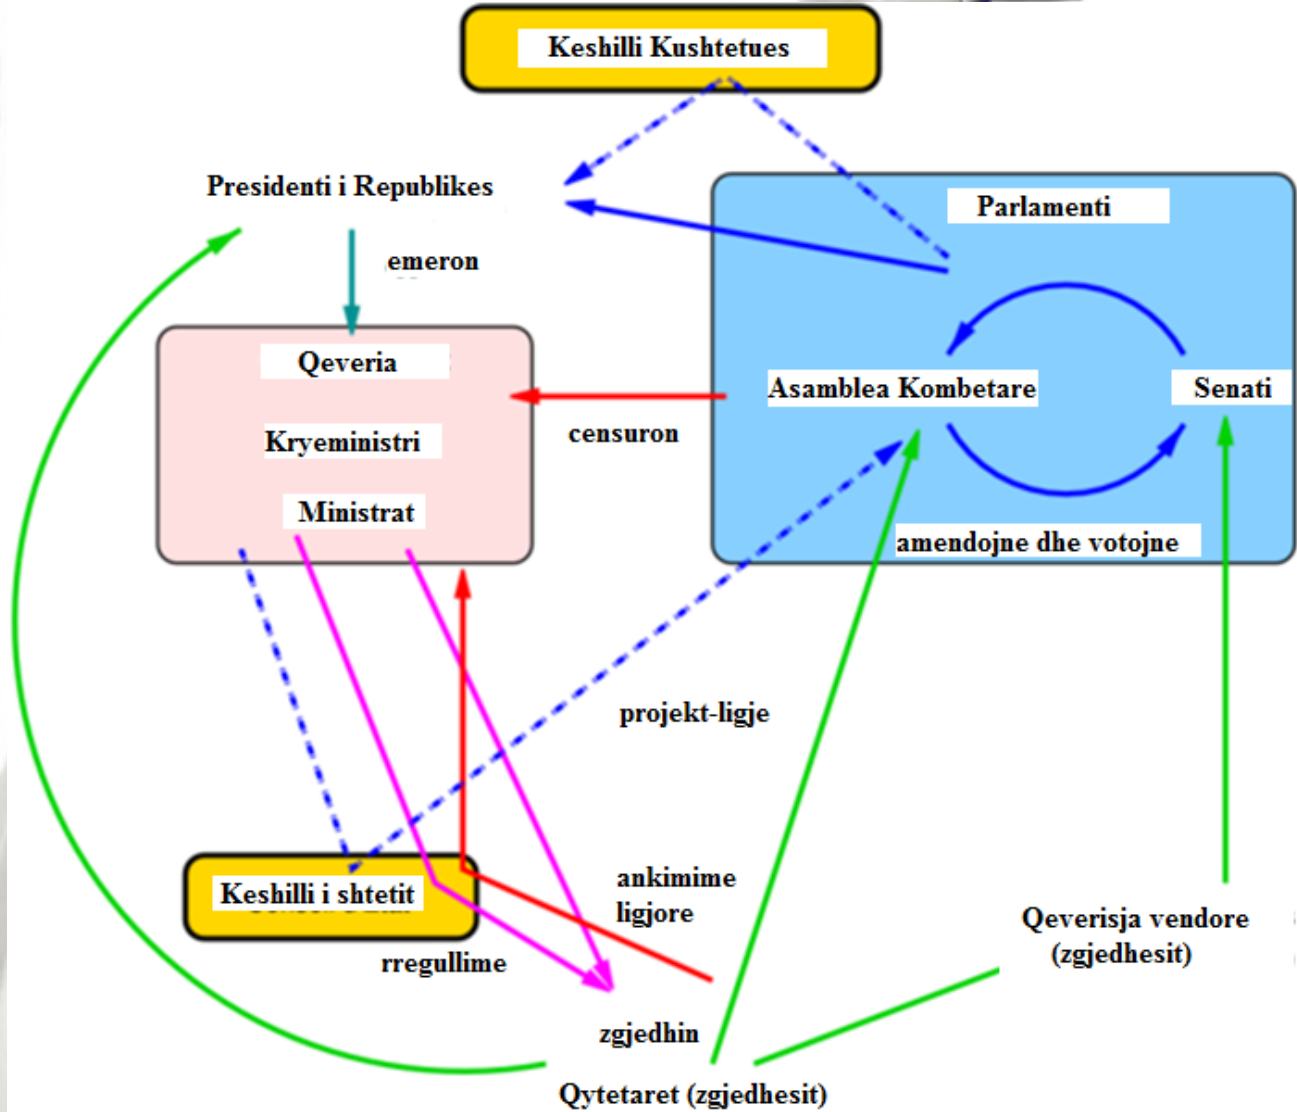 Keshilli Kushtetues
Presidenti i Republikes
emeron
Parlamenti
Qeveria
Kryeministri
Ministrat
censuron
Asamblea Kombetare
Senati
amendojne dhe votojne
projekt-ligje
Keshilli i shtetit
ankimime
ligjore
rregullime
Qeverisja vendore
(zgjedhesit)
zgjedhin
Qytetaret (zgjedhesit)